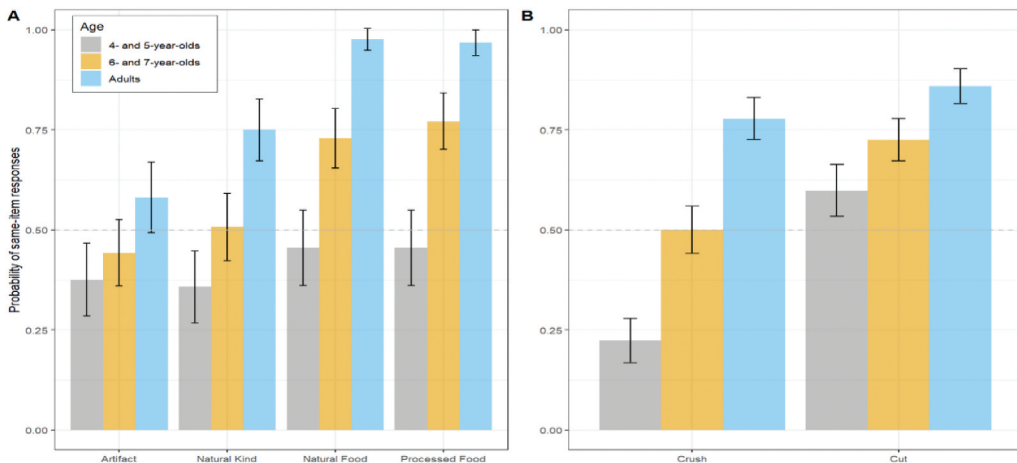 A
Age
4- and 5-year-olds
6- and 7-year-olds
Adults
Probability of same-item responses
1.00
0.75
0.50
0.25
0.00
Artifact Natural Kind Natural Food Processed Food
B
1.00
0.75
0.50
0.25
0.00
Crush Cut